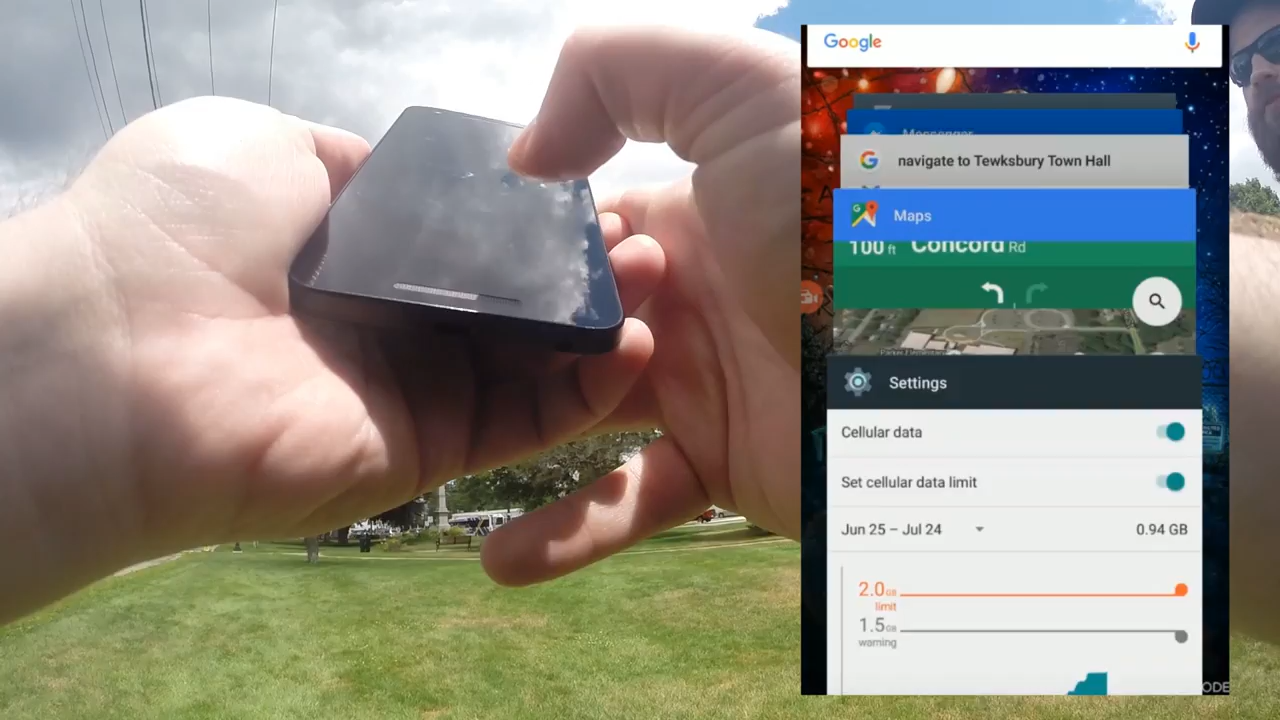 Google
Messenger
navigate to Tewksbury Town Hall
Maps
100 ft Concord Rd
Settings
Cellular data
Set cellular data limit
Jun 25 – Jul 24 0.94 GB
2.0 GB
limit
1.5 GB
warning
ODE